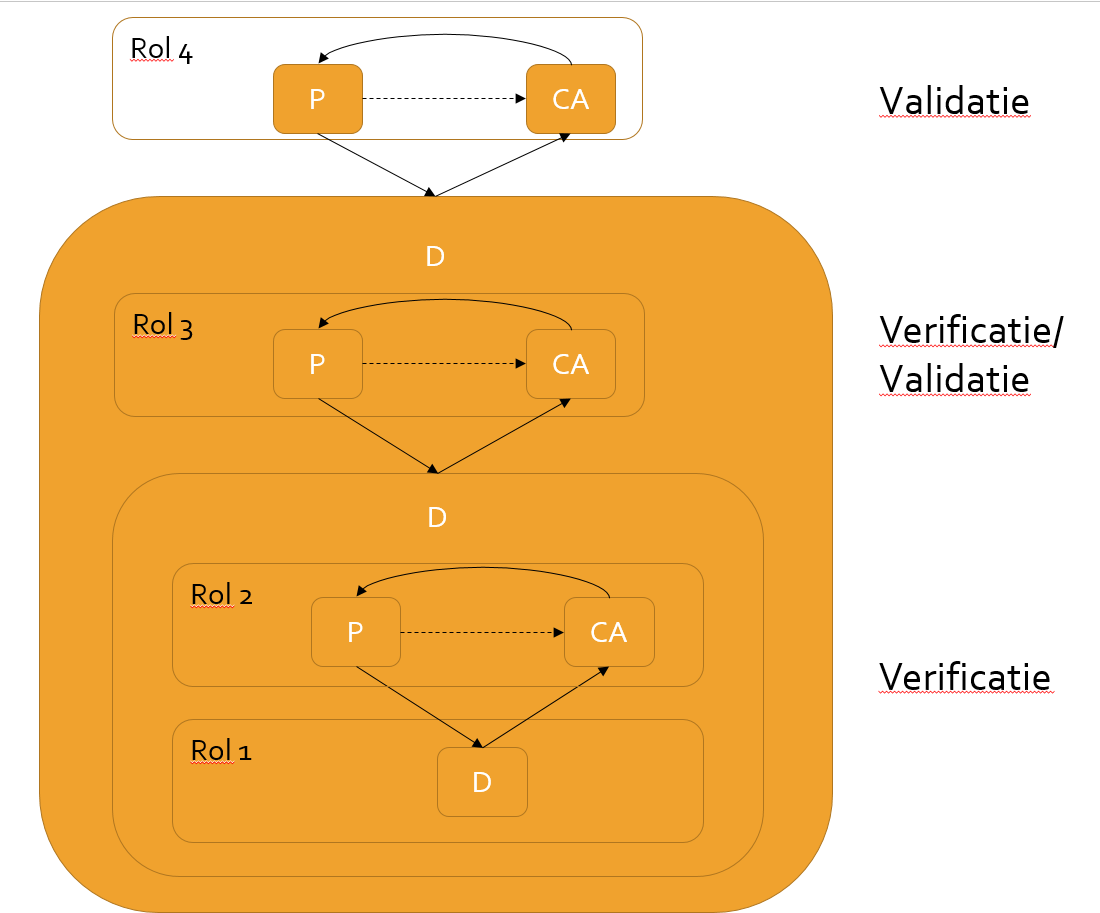 Rol 4
P
CA
Validatie
D
Rol 3
P
CA
Verificatie/
Validatie
D
Rol 2
P
CA
Verificatie
Rol 1
D